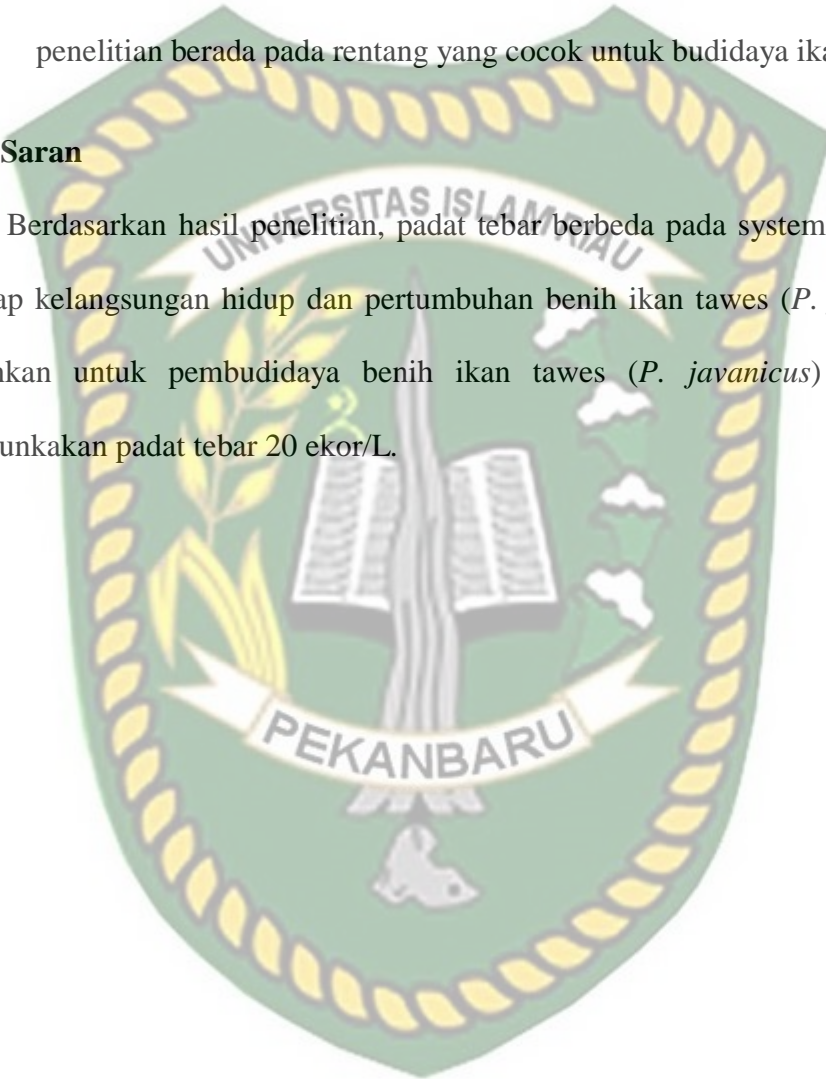 penelitian berada pada rentang yang cocok untuk budidaya ika
Saran
Berdasarkan hasil penelitian, padat tebar berbeda pada system
ap kelangsungan hidup dan pertumbuhan benih ikan tawes (P.
nkan untuk pembudidaya benih ikan tawes (P. javanicus)
unkakan padat tebar 20 ekor/L.
UNIVERSITAS ISLAM RIAU
PEKANBARU